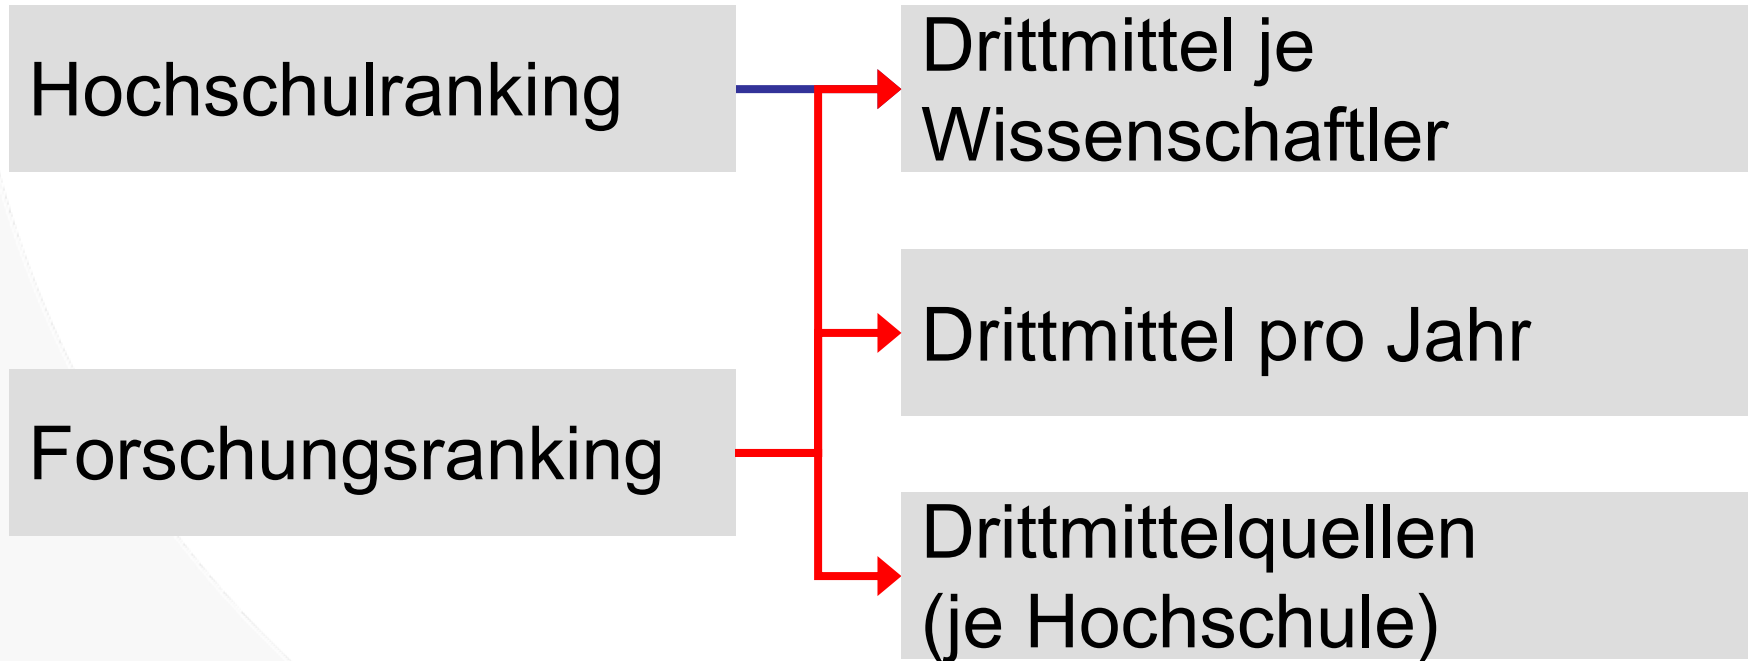 Hochschulranking
Forschungsranking
Drittmittel je
Wissenschaftler
Drittmittel pro Jahr
Drittmittelquellen
(je Hochschule)